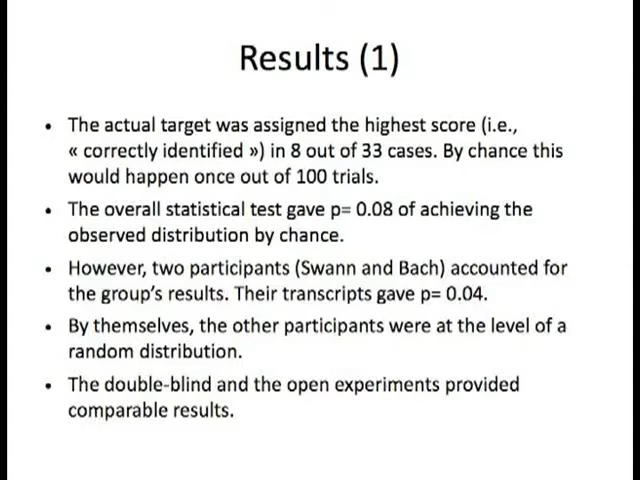 Results (1)
• The actual target was assigned the highest score (i.e.,
« correctly identified ») in 8 out of 33 cases. By chance this
would happen once out of 100 trials.
• The overall statistical test gave p= 0.08 of achieving the
observed distribution by chance.
• However, two participants (Swann and Bach) accounted for
the group's results. Their transcripts gave p= 0.04.
• By themselves, the other participants were at the level of a
random distribution.
• The double-blind and the open experiments provided
comparable results.